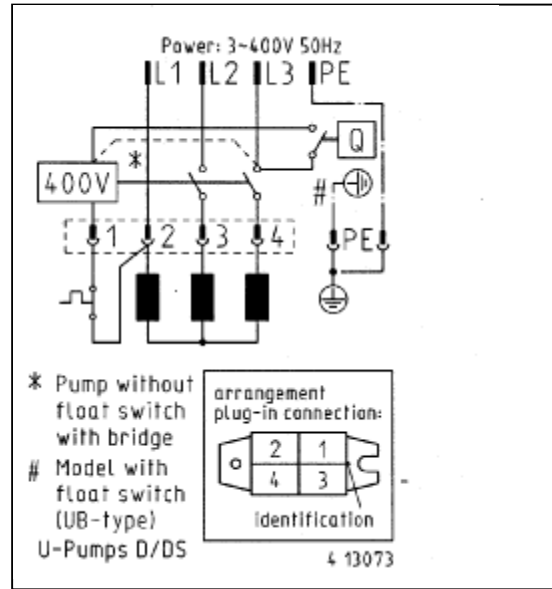 Power: 3~400V 50Hz
L1 L2 L3 PE
Q
*
400V
#
1 2 3 4 PE
* Pump without
float switch
with bridge
# Model with
float switch
(UB-type)
U-Pumps D/DS
arrangement
plug-in connection:
2 1
4 3
identification
4 13073